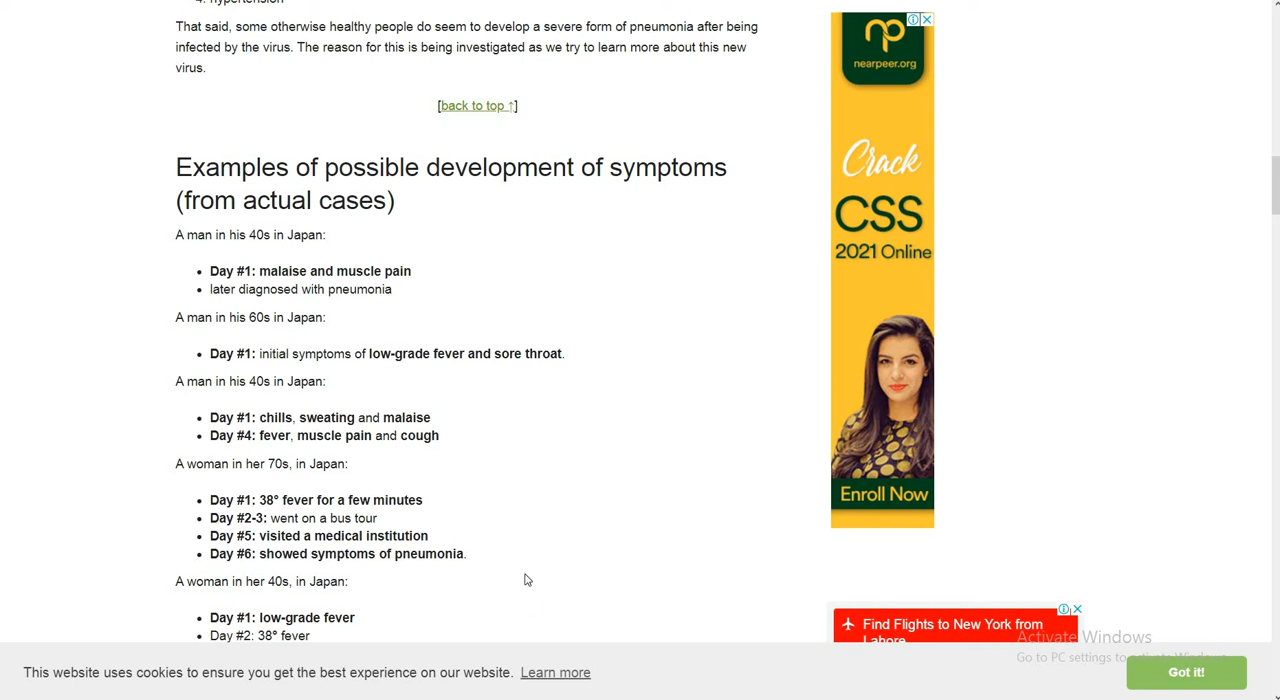 4. hypertension
That said, some otherwise healthy people do seem to develop a severe form of pneumonia after being
infected by the virus. The reason for this is being investigated as we try to learn more about this new
virus.
[back to top ↑]
Examples of possible development of symptoms
(from actual cases)
A man in his 40s in Japan:
• Day #1: malaise and muscle pain
• later diagnosed with pneumonia
A man in his 60s in Japan:
• Day #1: initial symptoms of low-grade fever and sore throat.
A man in his 40s in Japan:
• Day #1: chills, sweating and malaise
• Day #4: fever, muscle pain and cough
A woman in her 70s, in Japan:
• Day #1: 38° fever for a few minutes
• Day #2-3: went on a bus tour
• Day #5: visited a medical institution
• Day #6: showed symptoms of pneumonia.
A woman in her 40s, in Japan:
• Day #1: low-grade fever
• Day #2: 38° fever
np
nearpeer.org
Crack
CSS
2021 Online
Enroll Now
Find Flights to New York from
Lahore
Activate Windows
Go to PC settings to activate Windows.
This website uses cookies to ensure you get the best experience on our website. Learn more
Got it!